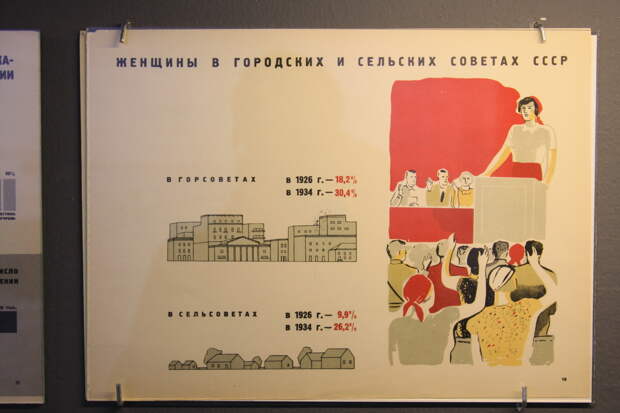 ЖЕНЩИНЫ В ГОРОДСКИХ И СЕЛЬСКИХ СОВЕТАХ СССР
В ГОРСОВЕТАХ
в 1926 г.—18,2%
в 1934 г.—30,4%
В СЕЛЬСОВЕТАХ
в 1926 г.—9,9%
в 1934 г.—26,2%